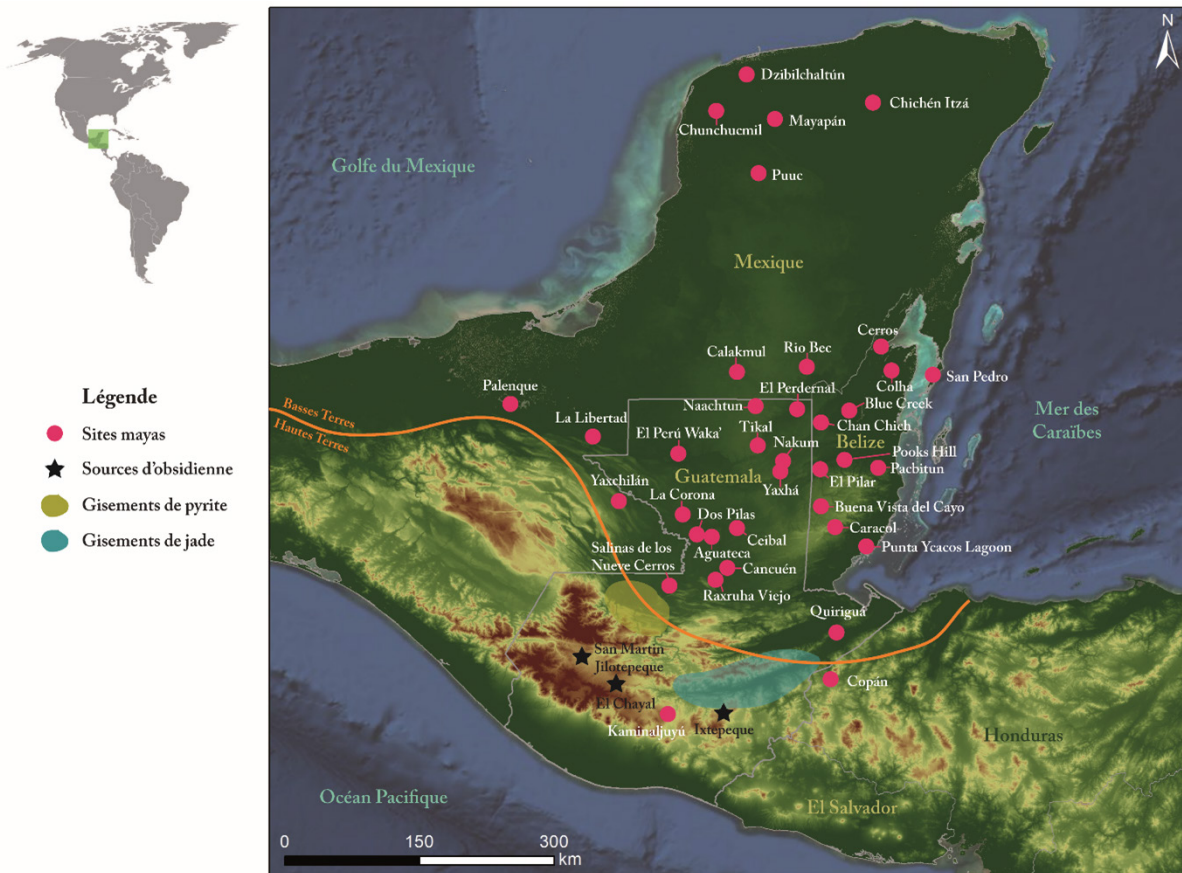 N
Dzibilchaltún
Chichén Itzá
Chunchucmil
Mayapán
Golfe du Mexique
Puuc
Mexique
Cerros
Calakmul
Rio Bec
Colha
San Pedro
Palenque
El Perdernal
Légende
Naachtun
Blue Creek
Mer des
Caraïbes
Basses Terres
Hautes Terres
La Libertad
Tikal
Chan Chich
Sites mayas
El Perú Waka'
Nakum
Belize
Pooks Hill
Sources d'obsidienne
Guatemala
Pacbitun
El Pilar
Yaxchilán
Yaxhá
La Corona
Gisements de pyrite
Buena Vista del Cayo
Dos Pilas
Caracol
Gisements de jade
Ceibal
Punta Ycacos Lagoon
Salinas de los
Nueve Cerros
Aguateca
Cancuén
Raxruha Viejo
Quiriguá
San Martin
Jilotepeque
Copán
El Chayal
Kaminaljuyú
Ixtepeque
Honduras
Océan Pacifique
El Salvador
0 150 300
km